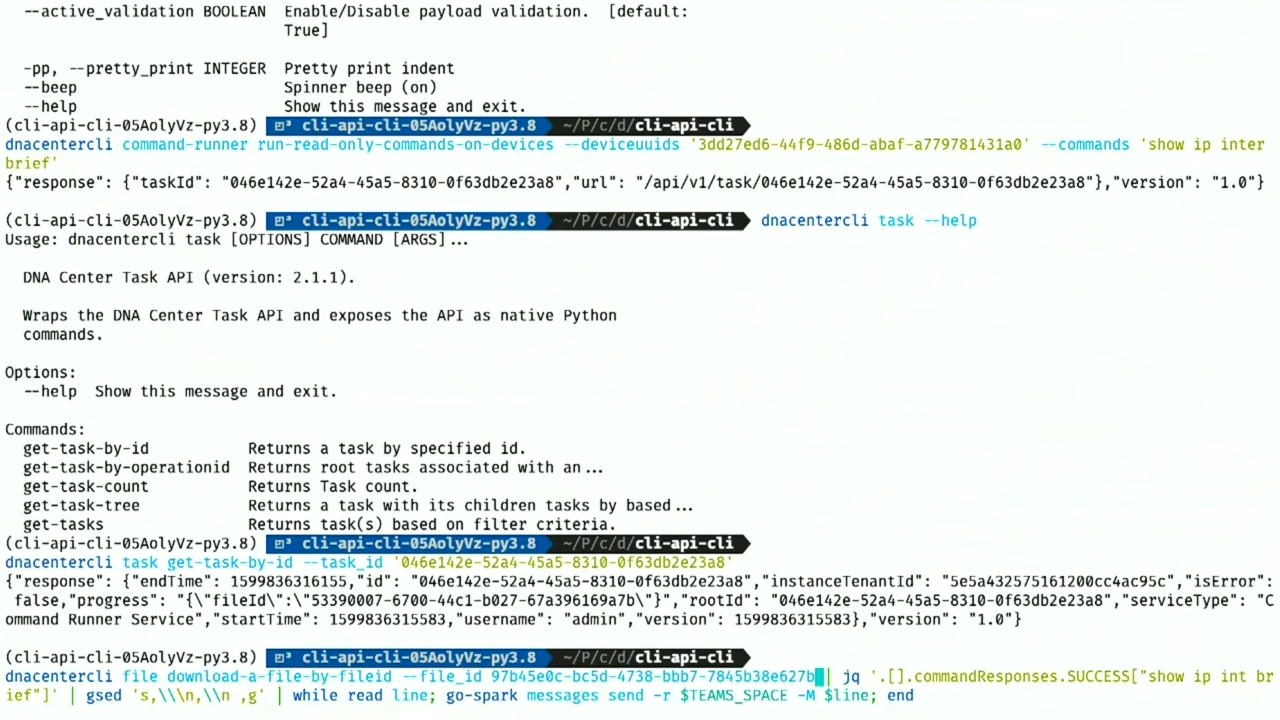 --active_validation BOOLEAN  Enable/Disable payload validation.  [default:
True]
-pp, --pretty_print INTEGER  Pretty print indent
--beep                       Spinner beep (on)
--help                       Show this message and exit.
(cli-api-cli-05AolyVz-py3.8)  cli-api-cli-05AolyVz-py3.8  ~/P/c/d/cli-api-cli
dnacentercli command-runner run-read-only-commands-on-devices --deviceuuids '3dd27ed6-44f9-486d-abaf-a779781431a0' --commands 'show ip inter
brief'
{"response": {"taskId": "046e142e-52a4-45a5-8310-0f63db2e23a8","url": "/api/v1/task/046e142e-52a4-45a5-8310-0f63db2e23a8"},"version": "1.0"}
(cli-api-cli-05AolyVz-py3.8)  cli-api-cli-05AolyVz-py3.8  ~/P/c/d/cli-api-cli  dnacentercli task --help
Usage: dnacentercli task [OPTIONS] COMMAND [ARGS]...
DNA Center Task API (version: 2.1.1).
Wraps the DNA Center Task API and exposes the API as native Python
commands.
Options:
--help  Show this message and exit.
Commands:
get-task-by-id           Returns a task by specified id.
get-task-by-operationid  Returns root tasks associated with an...
get-task-count           Returns Task count.
get-task-tree            Returns a task with its children tasks by based...
get-tasks                Returns task(s) based on filter criteria.
(cli-api-cli-05AolyVz-py3.8)  cli-api-cli-05AolyVz-py3.8  ~/P/c/d/cli-api-cli
dnacentercli task get-task-by-id --task_id '046e142e-52a4-45a5-8310-0f63db2e23a8'
{"response": {"endTime": 1599836316155,"id": "046e142e-52a4-45a5-8310-0f63db2e23a8","instanceTenantId": "5e5a432575161200cc4ac95c","isError":
false,"progress": "{\"fileId\":\"53390007-6700-44c1-b027-67a396169a7b\"}","rootId": "046e142e-52a4-45a5-8310-0f63db2e23a8","serviceType": "C
ommand Runner Service","startTime": 1599836315583,"username": "admin","version": 1599836315583},"version": "1.0"}
(cli-api-cli-05AolyVz-py3.8)  cli-api-cli-05AolyVz-py3.8  ~/P/c/d/cli-api-cli
dnacentercli file download-a-file-by-fileid --file_id 97b45e0c-bc5d-4738-bbb7-7845b38e627b | jq '.[].commandResponses.SUCCESS["show ip int br
ief"]' | gsed 's,\\\n,\\n ,g' | while read line; go-spark messages send -r $TEAMS_SPACE -M $line; end